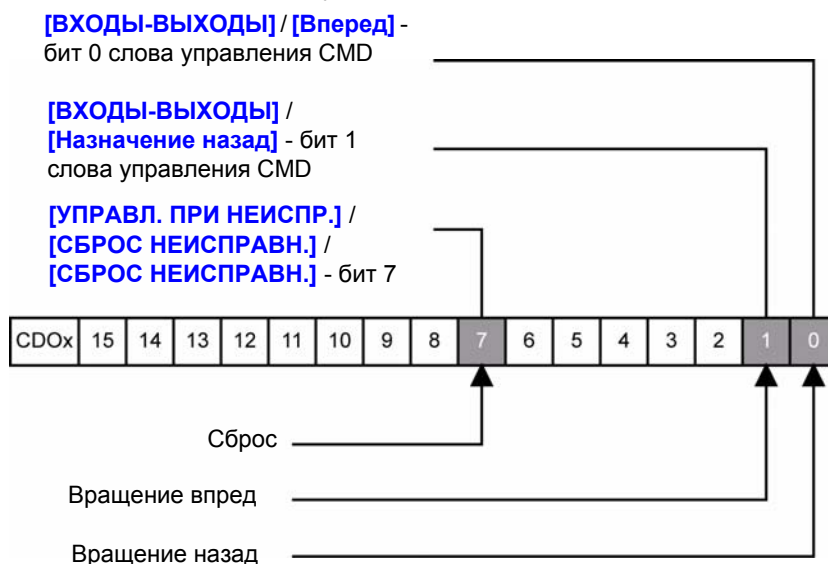 [ВХОДЫ-ВЫХОДЫ] / [Вперед] -
бит 0 слова управления CMD
[ВХОДЫ-ВЫХОДЫ] /
[Назначение назад] - бит 1
слова управления CMD
[УПРАВЛ. ПРИ НЕИСПР.] /
[СБРОС НЕИСПРАВН.] /
[СБРОС НЕИСПРАВН.] - бит 7
CDOx 15 14 13 12 11 10 9 8 7 6 5 4 3 2 1 0
Сброс
Вращение впред
Вращение назад